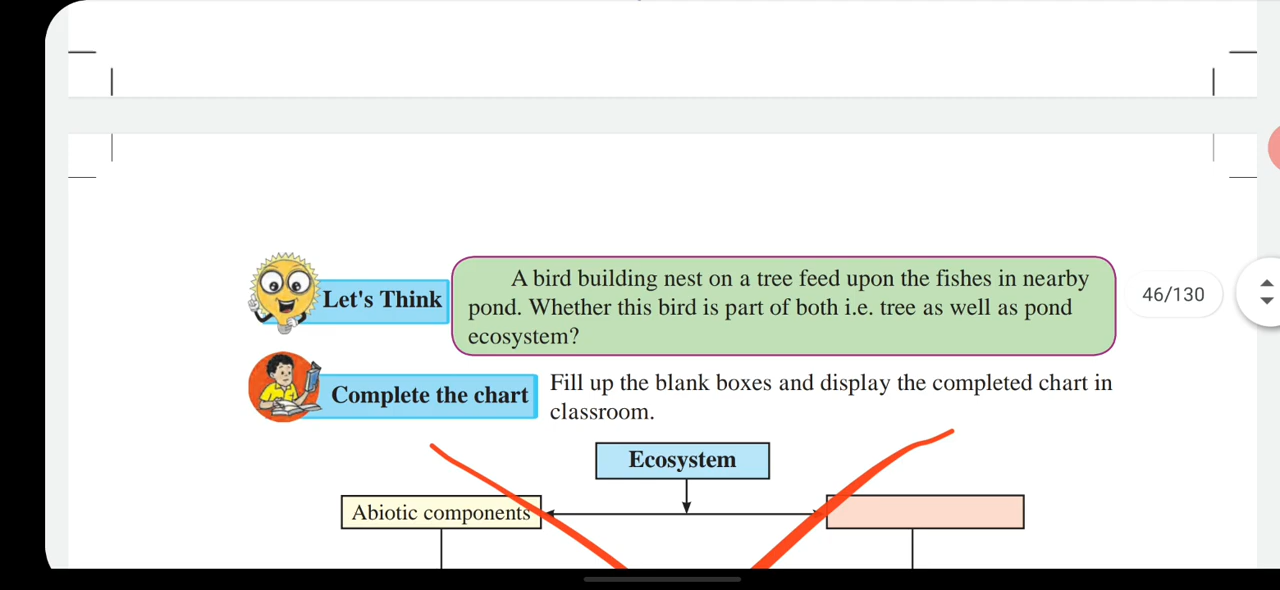 Let's Think
A bird building nest on a tree feed upon the fishes in nearby
pond. Whether this bird is part of both i.e. tree as well as pond
ecosystem?
46/130
Complete the chart
Fill up the blank boxes and display the completed chart in
classroom.
Ecosystem
Abiotic components